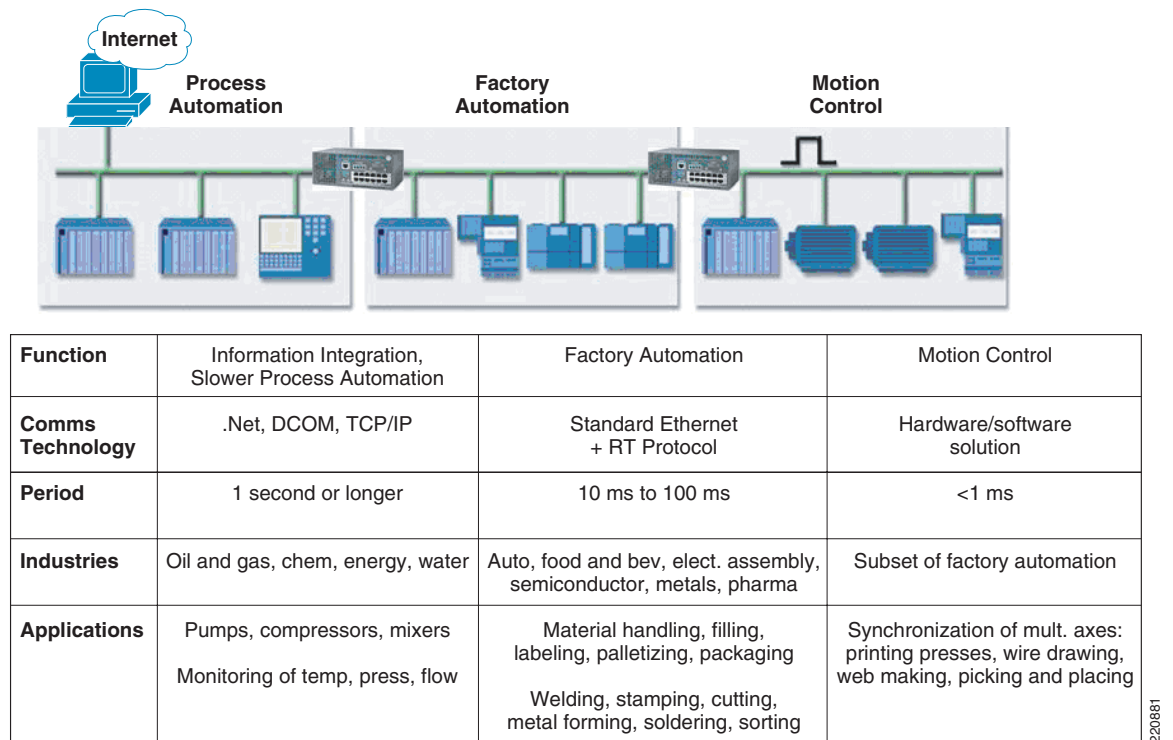 Internet
Process
Automation
Factory
Automation
Motion
Control
Function
Information Integration,
Slower Process Automation
Factory Automation
Motion Control
Comms
Technology
.Net, DCOM, TCP/IP
Standard Ethernet
+ RT Protocol
Hardware/software
solution
Period
1 second or longer
10 ms to 100 ms
<1 ms
Industries
Oil and gas, chem, energy, water
Auto, food and bev, elect. assembly,
semiconductor, metals, pharma
Subset of factory automation
Applications
Pumps, compressors, mixers
Monitoring of temp, press, flow
Material handling, filling,
labeling, palletizing, packaging
Welding, stamping, cutting,
metal forming, soldering, sorting
Synchronization of mult. axes:
printing presses, wire drawing,
web making, picking and placing
220881